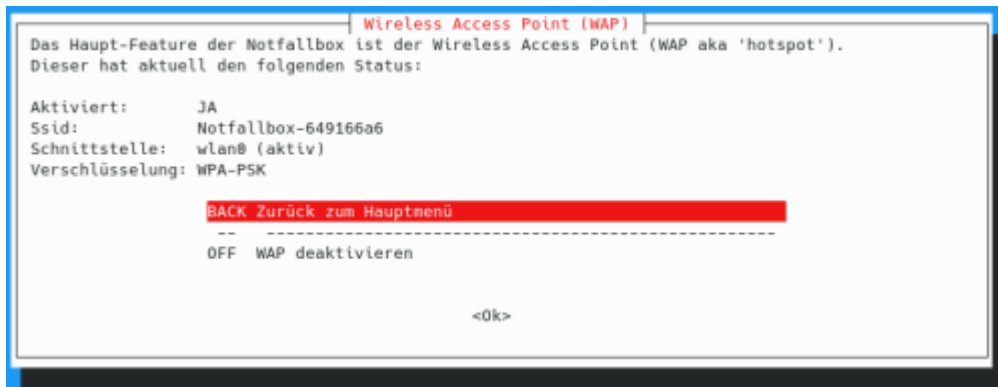 Wireless Access Point (WAP)
Das Haupt-Feature der Notfallbox ist der Wireless Access Point (WAP aka 'hotspot').
Dieser hat aktuell den folgenden Status:
Aktiviert: JA
Ssid: Notfallbox-649166a6
Schnittstelle: wlan0 (aktiv)
Verschlüsselung: WPA-PSK
BACK Zurück zum Hauptmenü
-- ----------------------------------------------------
OFF WAP deaktivieren
<Ok>